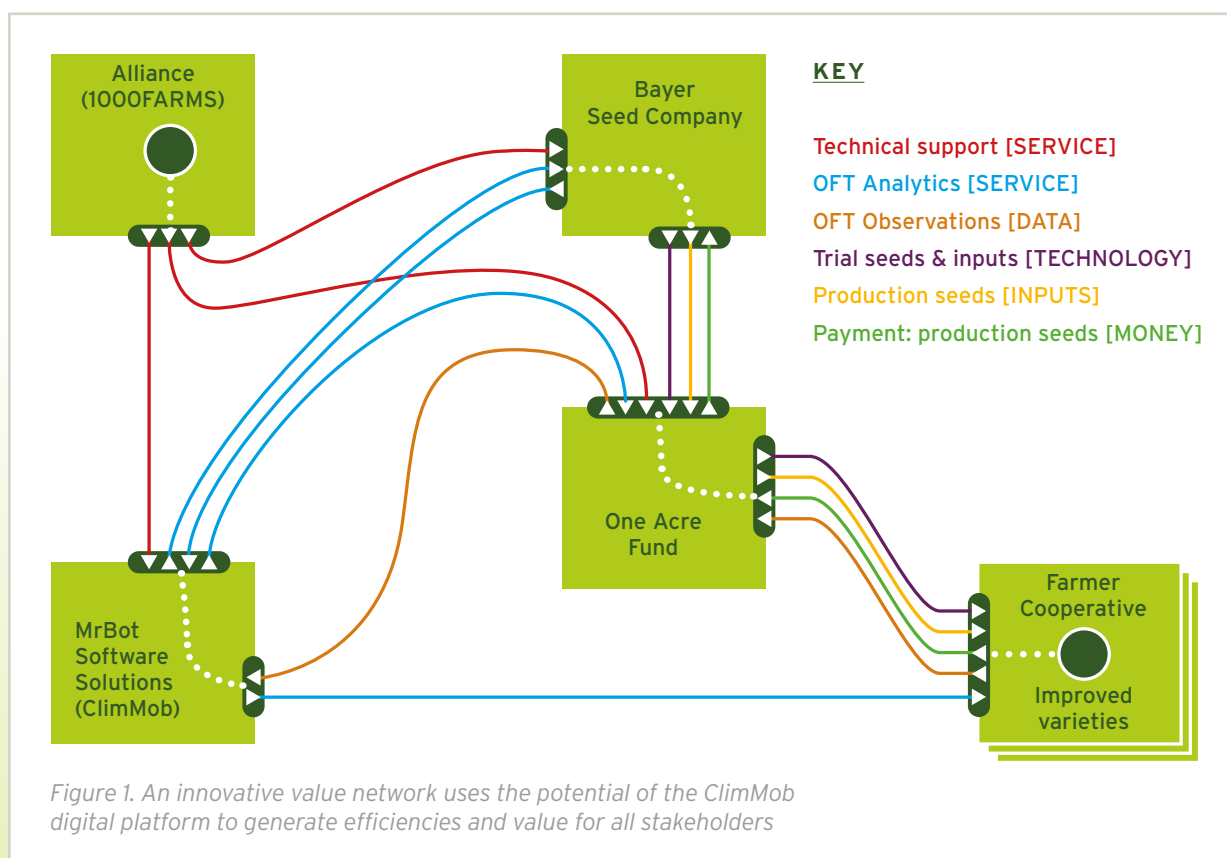 Alliance
(1000FARMS)
Bayer
Seed Company
KEY
Technical support [SERVICE]
OFT Analytics [SERVICE]
OFT Observations [DATA]
Trial seeds & inputs [TECHNOLOGY]
Production seeds [INPUTS]
Payment: production seeds [MONEY]
One Acre
Fund
MrBot
Software
Solutions
(ClimMob)
Farmer
Cooperative
Improved
varieties
Figure 1. An innovative value network uses the potential of the ClimMob
digital platform to generate efficiencies and value for all stakeholders